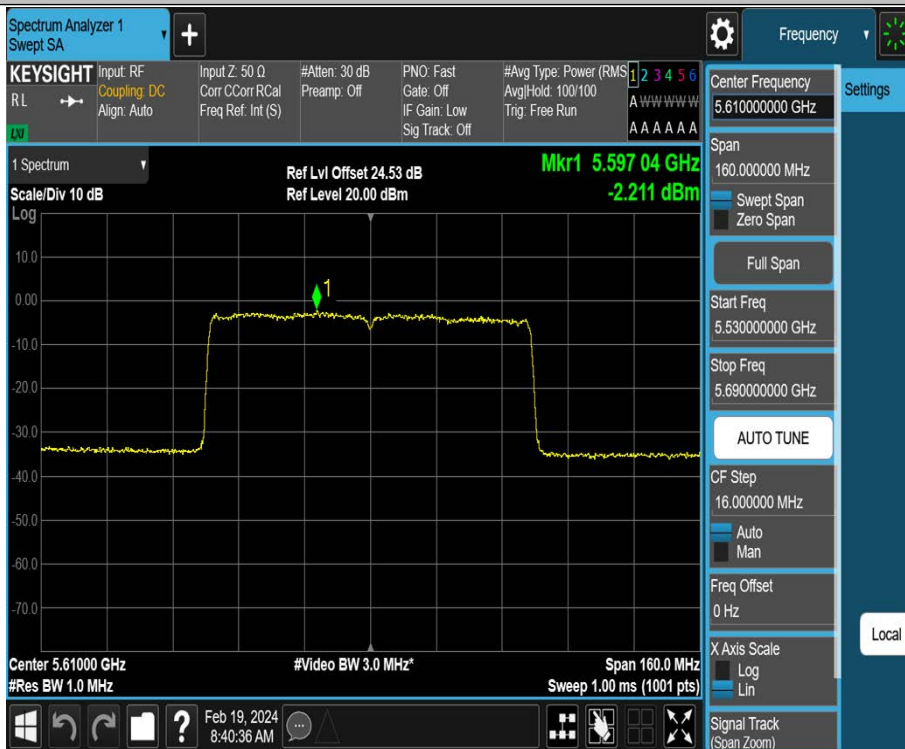 Spectrum Analyzer 1
Swept SA
+
Frequency
KEYSIGHT
RL
LXI
Input: RF
Coupling: DC
Align: Auto
Input Z: 50 Ω
Corr CCorr RCal
Freq Ref: Int (S)
#Atten: 30 dB
Preamp: Off
PNO: Fast
Gate: Off
IF Gain: Low
Sig Track: Off
#Avg Type: Power (RMS
Avg|Hold: 100/100
Trig: Free Run
1 2 3 4 5 6
A W W W W W
A A A A A A
1 Spectrum
Scale/Div 10 dB
Log
Ref Lvl Offset 24.53 dB
Ref Level 20.00 dBm
Mkr1 5.597 04 GHz
-2.211 dBm
1
10.0
0.00
-10.0
-20.0
-30.0
-40.0
-50.0
-60.0
-70.0
Center 5.61000 GHz
#Res BW 1.0 MHz
#Video BW 3.0 MHz*
Span 160.0 MHz
Sweep 1.00 ms (1001 pts)
Center Frequency
5.610000000 GHz
Span
160.000000 MHz
Swept Span
Zero Span
Full Span
Start Freq
5.530000000 GHz
Stop Freq
5.690000000 GHz
AUTO TUNE
CF Step
16.000000 MHz
Auto
Man
Freq Offset
0 Hz
X Axis Scale
Log
Lin
Signal Track
(Span Zoom)
Settings
Local
?
Feb 19, 2024
8:40:36 AM